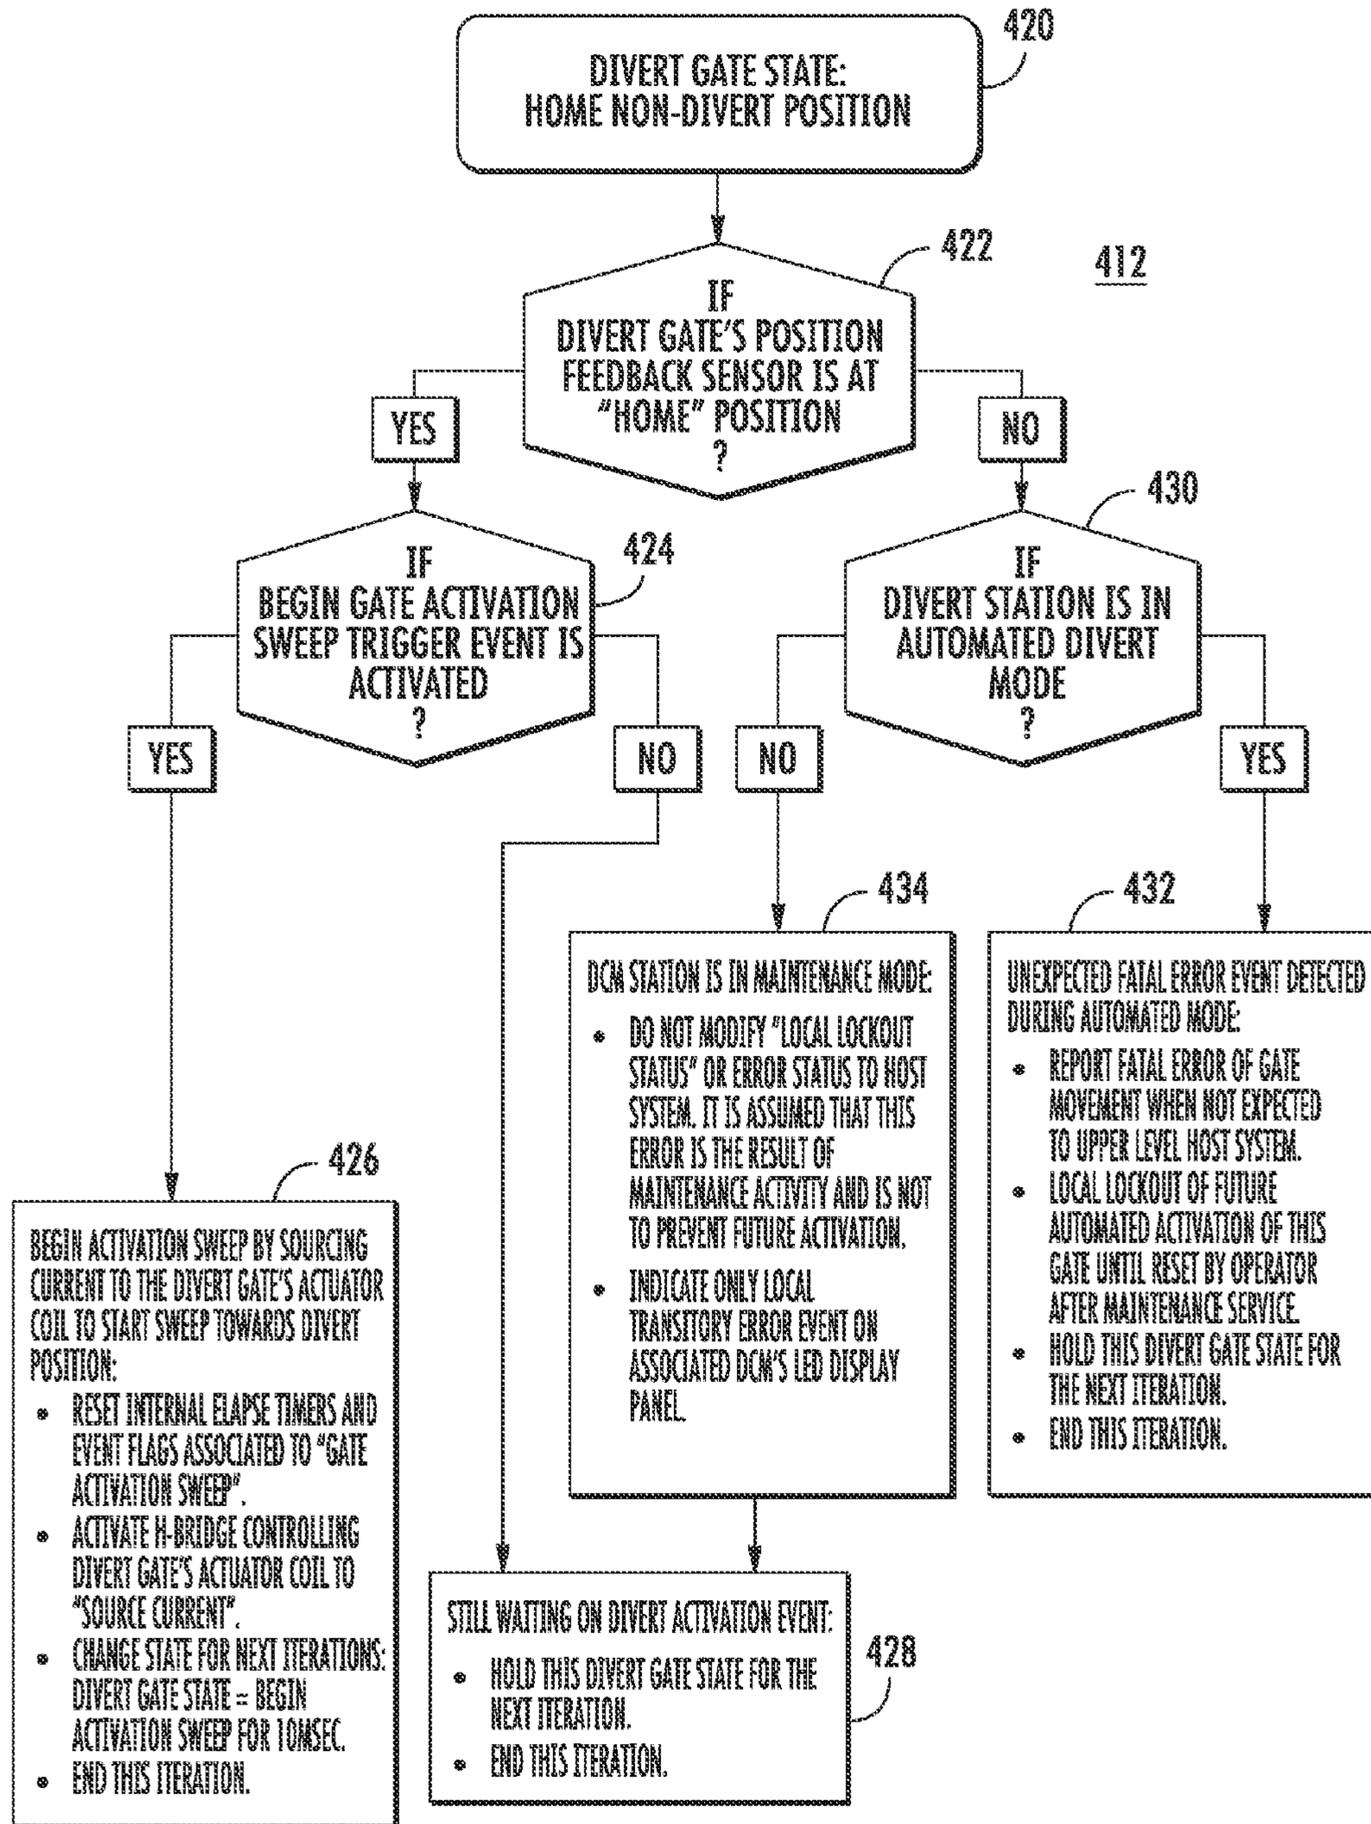 420
DIVERT GATE STATE:
HOME NON-DIVERT POSITION
422
412
IF
DIVERT GATE'S POSITION
FEEDBACK SENSOR IS AT
"HOME" POSITION
?
YES
NO
424
IF
BEGIN GATE ACTIVATION
SWEEP TRIGGER EVENT IS
ACTIVATED
?
430
IF
DIVERT STATION IS IN
AUTOMATED DIVERT
MODE
?
YES
NO
NO
YES
426
BEGIN ACTIVATION SWEEP BY SOURCING
CURRENT TO THE DIVERT GATE'S ACTUATOR
COIL TO START SWEEP TOWARDS DIVERT
POSITION:
• RESET INTERNAL ELAPSE TIMERS AND
EVENT FLAGS ASSOCIATED TO "GATE
ACTIVATION SWEEP".
• ACTIVATE H-BRIDGE CONTROLLING
DIVERT GATE'S ACTUATOR COIL TO
"SOURCE CURRENT".
• CHANGE STATE FOR NEXT ITERATIONS:
DIVERT GATE STATE = BEGIN
ACTIVATION SWEEP FOR 10MSEC.
• END THIS ITERATION.
434
DCM STATION IS IN MAINTENANCE MODE:
• DO NOT MODIFY "LOCAL LOCKOUT
STATUS" OR ERROR STATUS TO HOST
SYSTEM. IT IS ASSUMED THAT THIS
ERROR IS THE RESULT OF
MAINTENANCE ACTIVITY AND IS NOT
TO PREVENT FUTURE ACTIVATION.
• INDICATE ONLY LOCAL
TRANSITORY ERROR EVENT ON
ASSOCIATED DCM'S LED DISPLAY
PANEL.
432
UNEXPECTED FATAL ERROR EVENT DETECTED
DURING AUTOMATED MODE:
• REPORT FATAL ERROR OF GATE
MOVEMENT WHEN NOT EXPECTED
TO UPPER LEVEL HOST SYSTEM.
• LOCAL LOCKOUT OF FUTURE
AUTOMATED ACTIVATION OF THIS
GATE UNTIL RESET BY OPERATOR
AFTER MAINTENANCE SERVICE.
• HOLD THIS DIVERT GATE STATE FOR
THE NEXT ITERATION.
• END THIS ITERATION.
STILL WAITING ON DIVERT ACTIVATION EVENT:
• HOLD THIS DIVERT GATE STATE FOR THE
NEXT ITERATION.
• END THIS ITERATION.
428